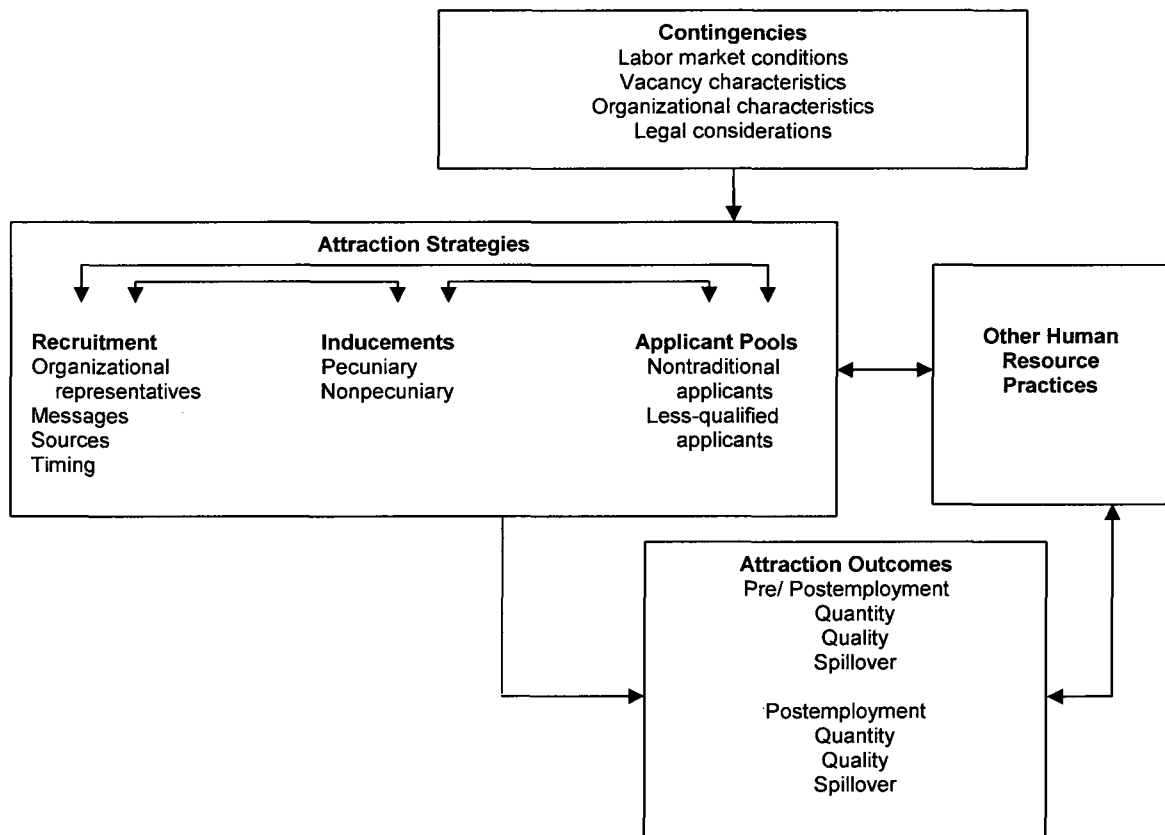 Contingencies
Labor market conditions
Vacancy characteristics
Organizational characteristics
Legal considerations
Attraction Strategies
Recruitment
Organizational
representatives
Messages
Sources
Timing
Inducements
Pecuniary
Nonpecuniary
Applicant Pools
Nontraditional
applicants
Less-qualified
applicants
Other Human
Resource
Practices
Attraction Outcomes
Pre/ Postemployment
Quantity
Quality
Spillover
Postemployment
Quantity
Quality
Spillover